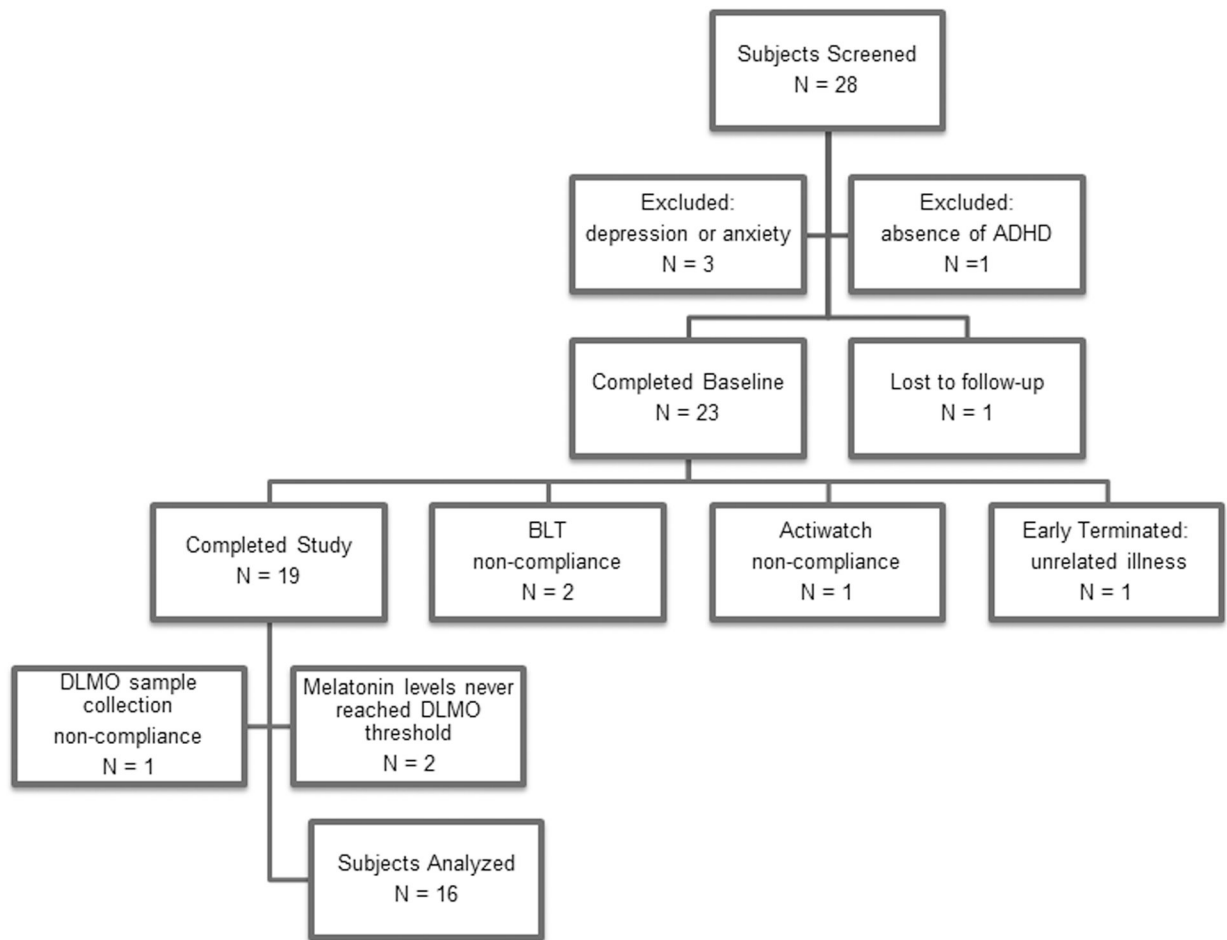 Subjects Screened
N = 28
Excluded:
depression or anxiety
N = 3
Excluded:
absence of ADHD
N =1
Completed Baseline
N = 23
Lost to follow-up
N = 1
Completed Study
N = 19
BLT
non-compliance
N = 2
Actiwatch
non-compliance
N = 1
Early Terminated:
unrelated illness
N = 1
DLMO sample
collection
non-compliance
N = 1
Melatonin levels never
reached DLMO
threshold
N = 2
Subjects Analyzed
N = 16